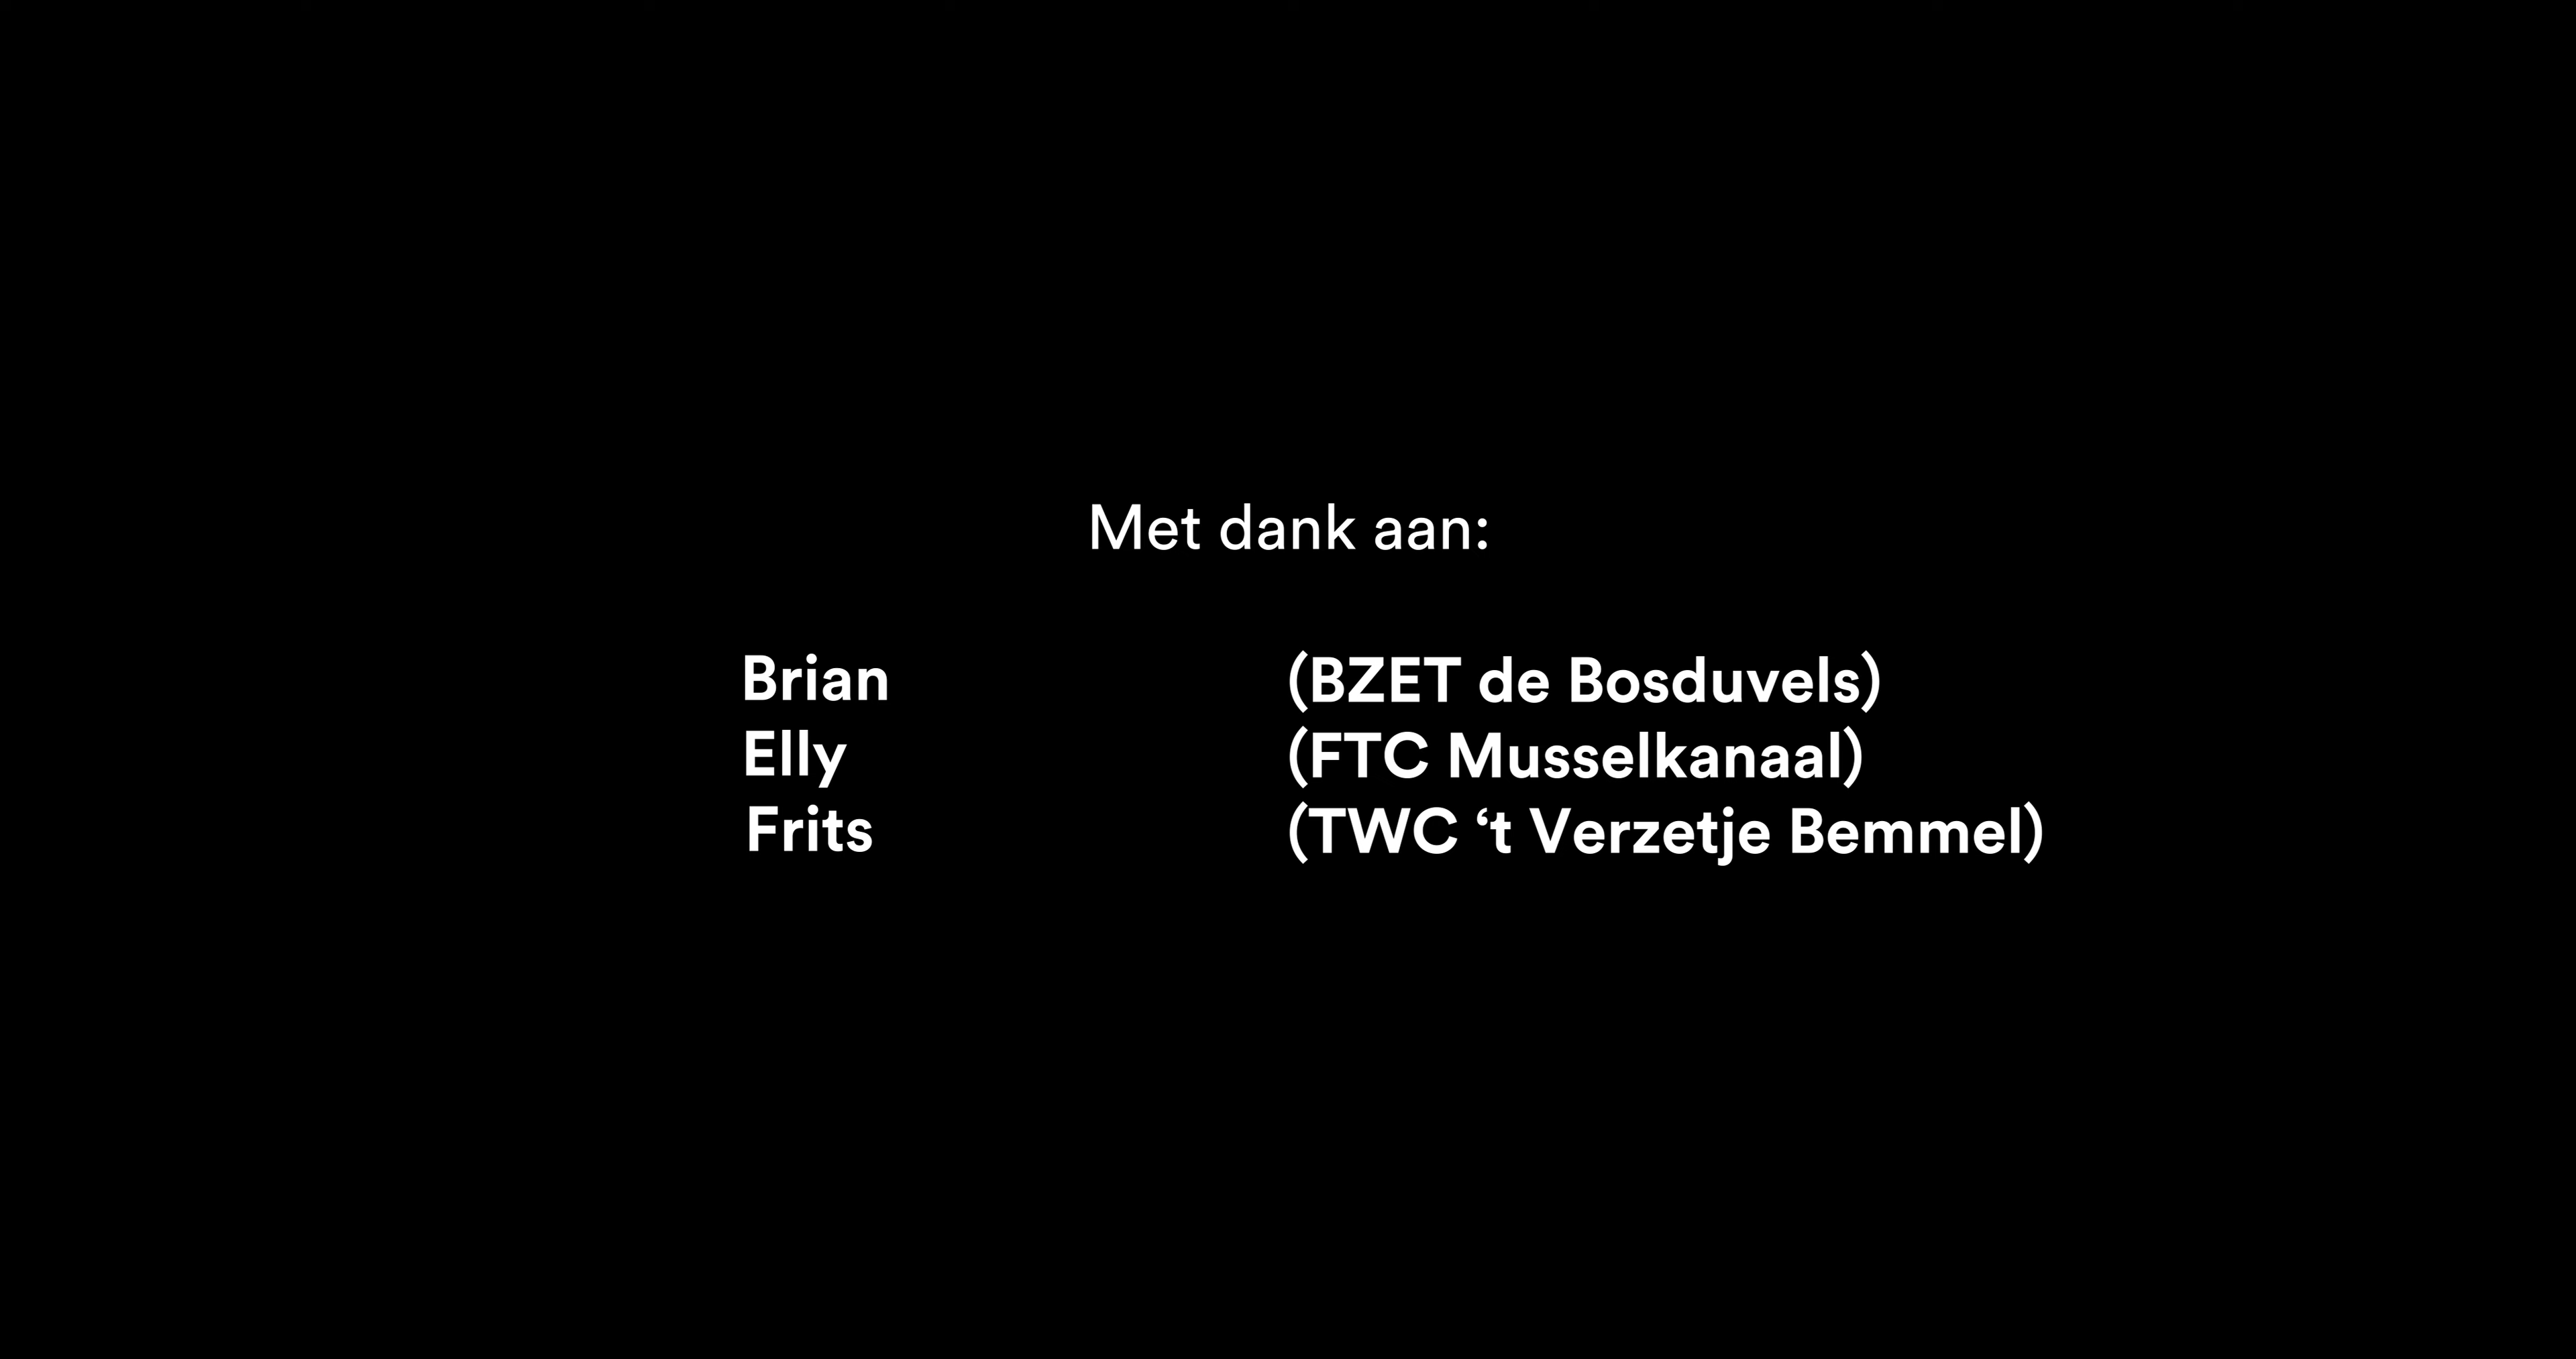 Met dank aan:
Brian (BZET de Bosduvels)
Elly (FTC Musselkanaal)
Frits (TWC ‘t Verzetje Bemmel)